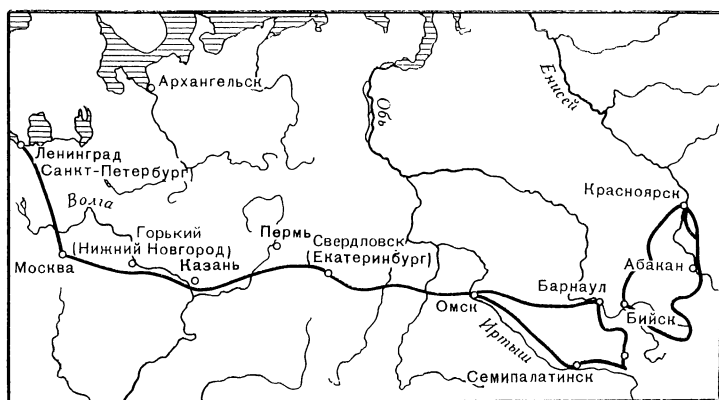 Архангельск
Обь
Енисей
Ленинград
(Санкт-Петербург)
Красноярск
Волга
Горький
(Нижний Новгород)
Пермь
Свердловск
(Екатеринбург)
Москва
Казань
Абакан
Омск
Барнаул
Бийск
Иртыш
Семипалатинск